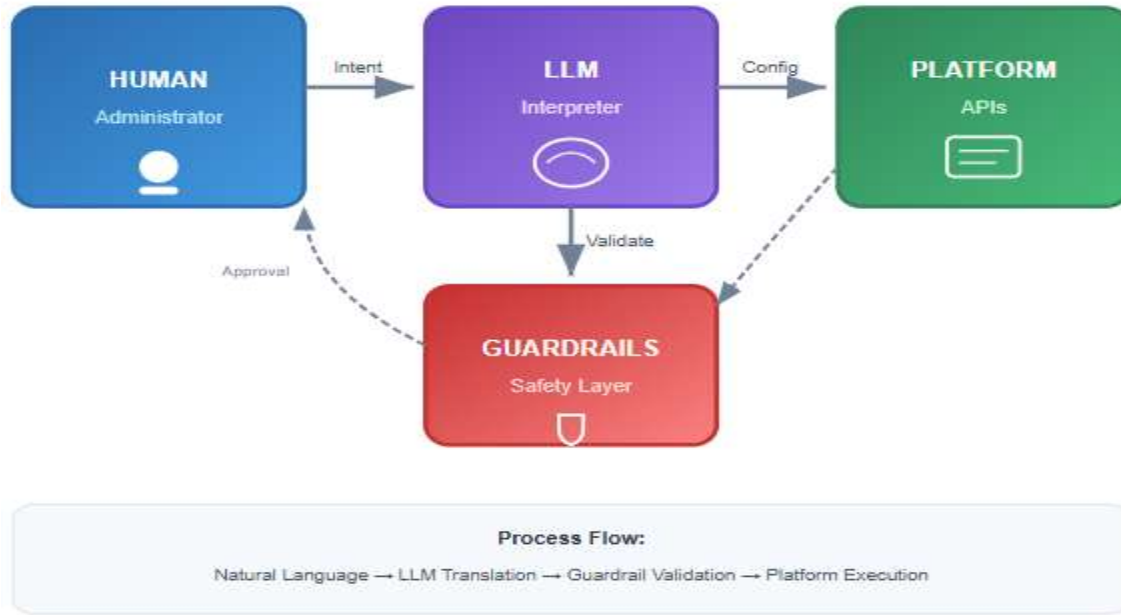 HUMAN
Administrator
Intent
LLM
Interpreter
Config
PLATFORM
APIs
Validate
Approval
GUARDRAILS
Safety Layer
Process Flow:
Natural Language → LLM Translation → Guardrail Validation → Platform Execution